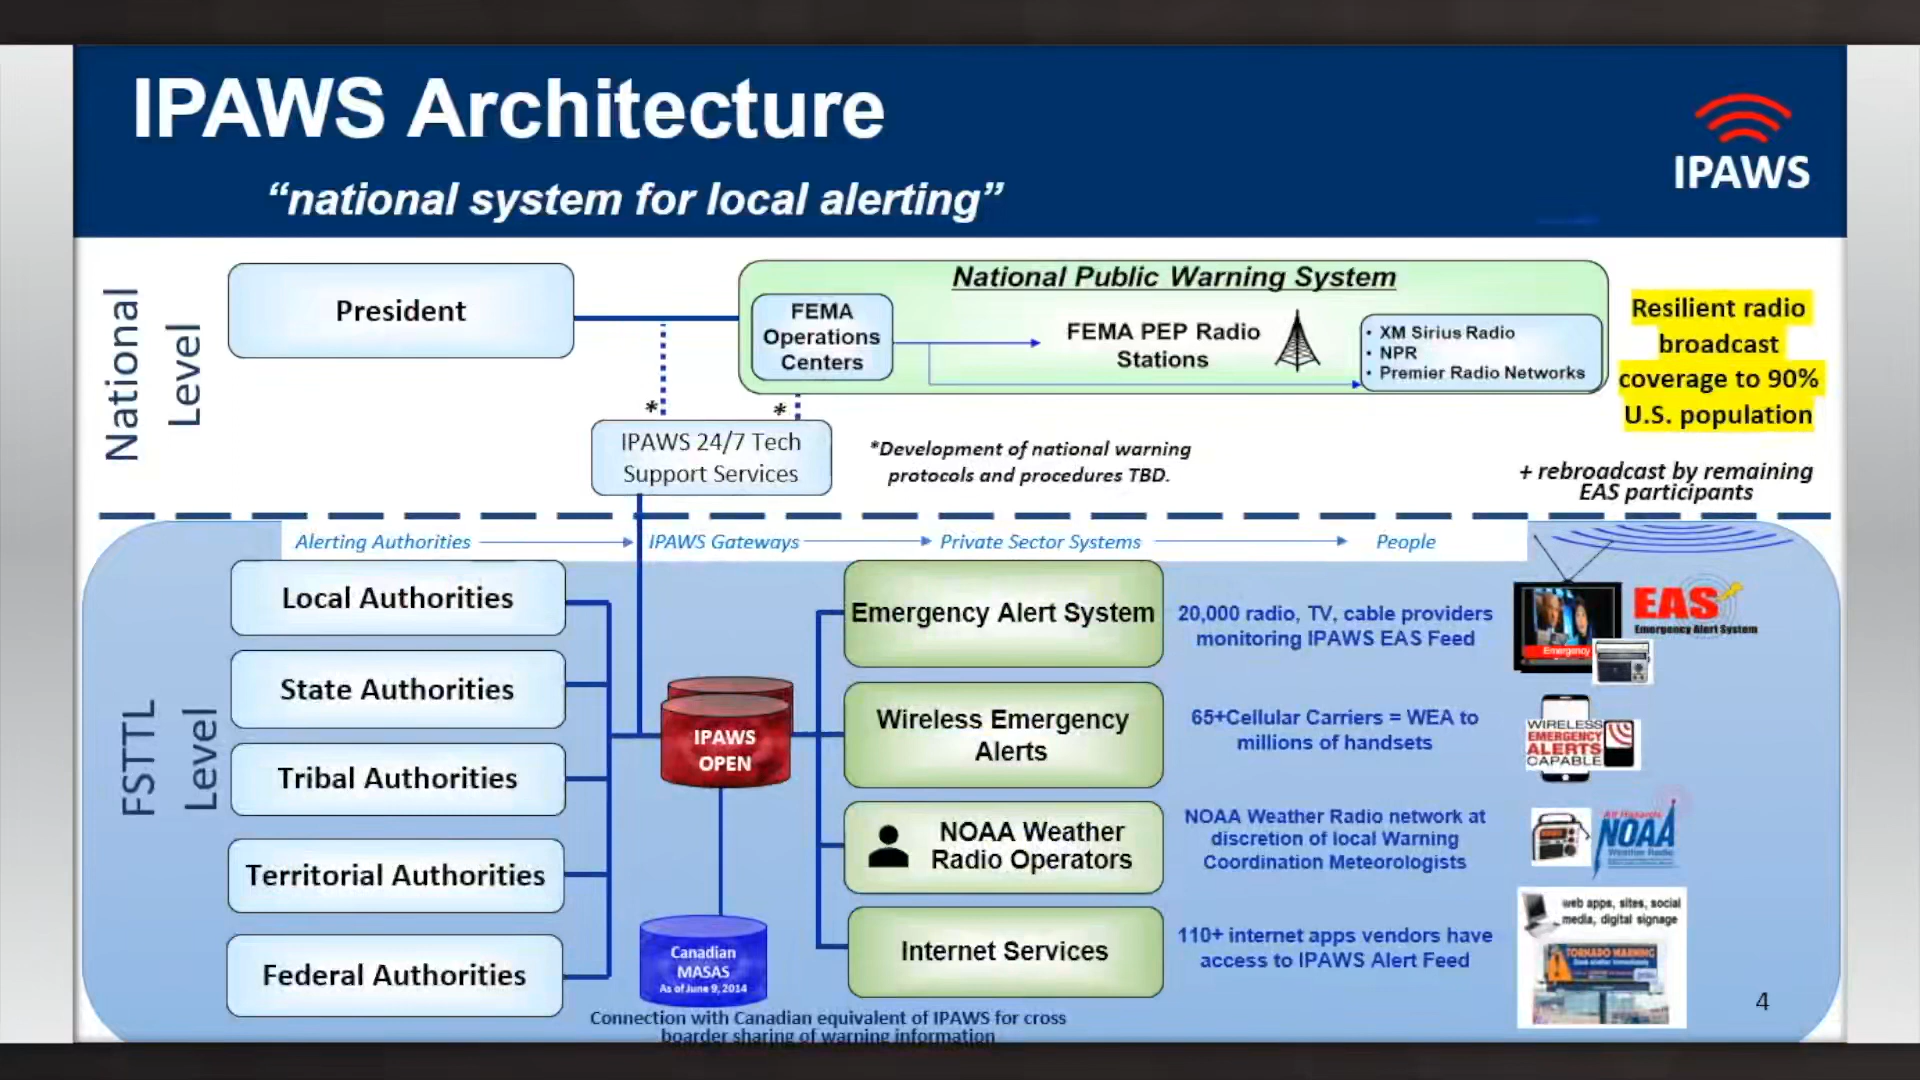 IPAWS Architecture
“national system for local alerting”
IPAWS
National
Level
President
National Public Warning System
FEMA
Operations
Centers
FEMA PEP Radio
Stations
• XM Sirius Radio
• NPR
• Premier Radio Networks
Resilient radio
broadcast
coverage to 90%
U.S. population
*
*
IPAWS 24/7 Tech
Support Services
*Development of national warning
protocols and procedures TBD.
+ rebroadcast by remaining
EAS participants
Alerting Authorities
IPAWS Gateways
Private Sector Systems
People
FSTTL
Level
Local Authorities
State Authorities
Tribal Authorities
Territorial Authorities
Federal Authorities
IPAWS
OPEN
Canadian
MASAS
As of June 9, 2014
Connection with Canadian equivalent of IPAWS for cross
boarder sharing of warning information
Emergency Alert System
20,000 radio, TV, cable providers
monitoring IPAWS EAS Feed
Emergency
EAS
Emergency Alert System
Wireless Emergency
Alerts
65+Cellular Carriers = WEA to
millions of handsets
WIRELESS
EMERGENCY
ALERTS
CAPABLE
NOAA Weather
Radio Operators
NOAA Weather Radio network at
discretion of local Warning
Coordination Meteorologists
All Hazards
NOAA
Weather Radio
Internet Services
110+ internet apps vendors have
access to IPAWS Alert Feed
web apps, sites, social
media, digital signage
TORNADO WARNING
4